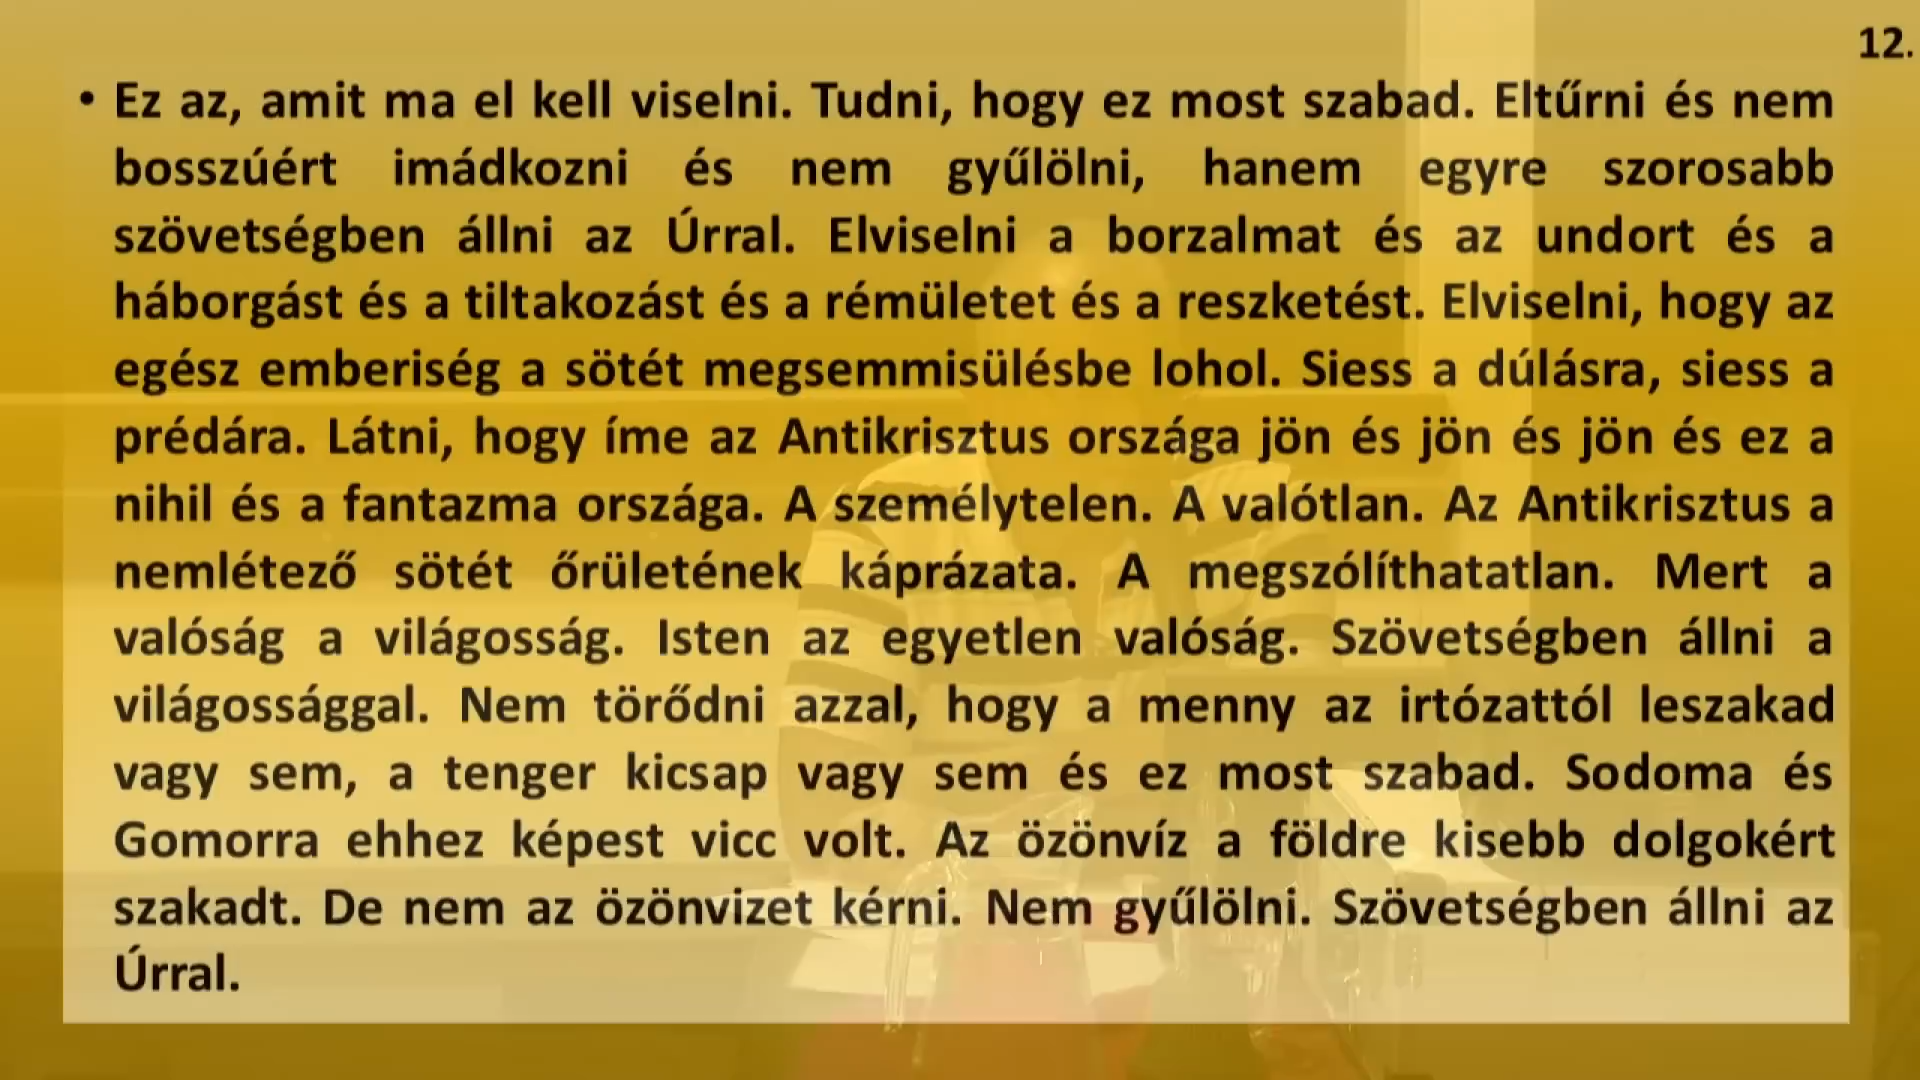 12.
• Ez az, amit ma el kell viselni. Tudni, hogy ez most szabad. Eltűrni és nem
bosszúért imádkozni és nem gyűlölni, hanem egyre szorosabb
szövetségben állni az Úrral. Elviselni a borzalmat és az undort és a
háborgást és a tiltakozást és a rémületet és a reszketést. Elviselni, hogy az
egész emberiség a sötét megsemmisülésbe lohol. Siess a dúlásra, siess a
prédára. Látni, hogy íme az Antikrisztus országa jön és jön és jön és ez a
nihil és a fantazma országa. A személytelen. A valótlan. Az Antikrisztus a
nemlétező sötét őrületének káprázata. A megszólíthatatlan. Mert a
valóság a világosság. Isten az egyetlen valóság. Szövetségben állni a
világossággal. Nem törődni azzal, hogy a menny az irtózattól leszakad
vagy sem, a tenger kicsap vagy sem és ez most szabad. Sodoma és
Gomorra ehhez képest vicc volt. Az özönvíz a földre kisebb dolgokért
szakadt. De nem az özönvizet kérni. Nem gyűlölni. Szövetségben állni az
Úrral.